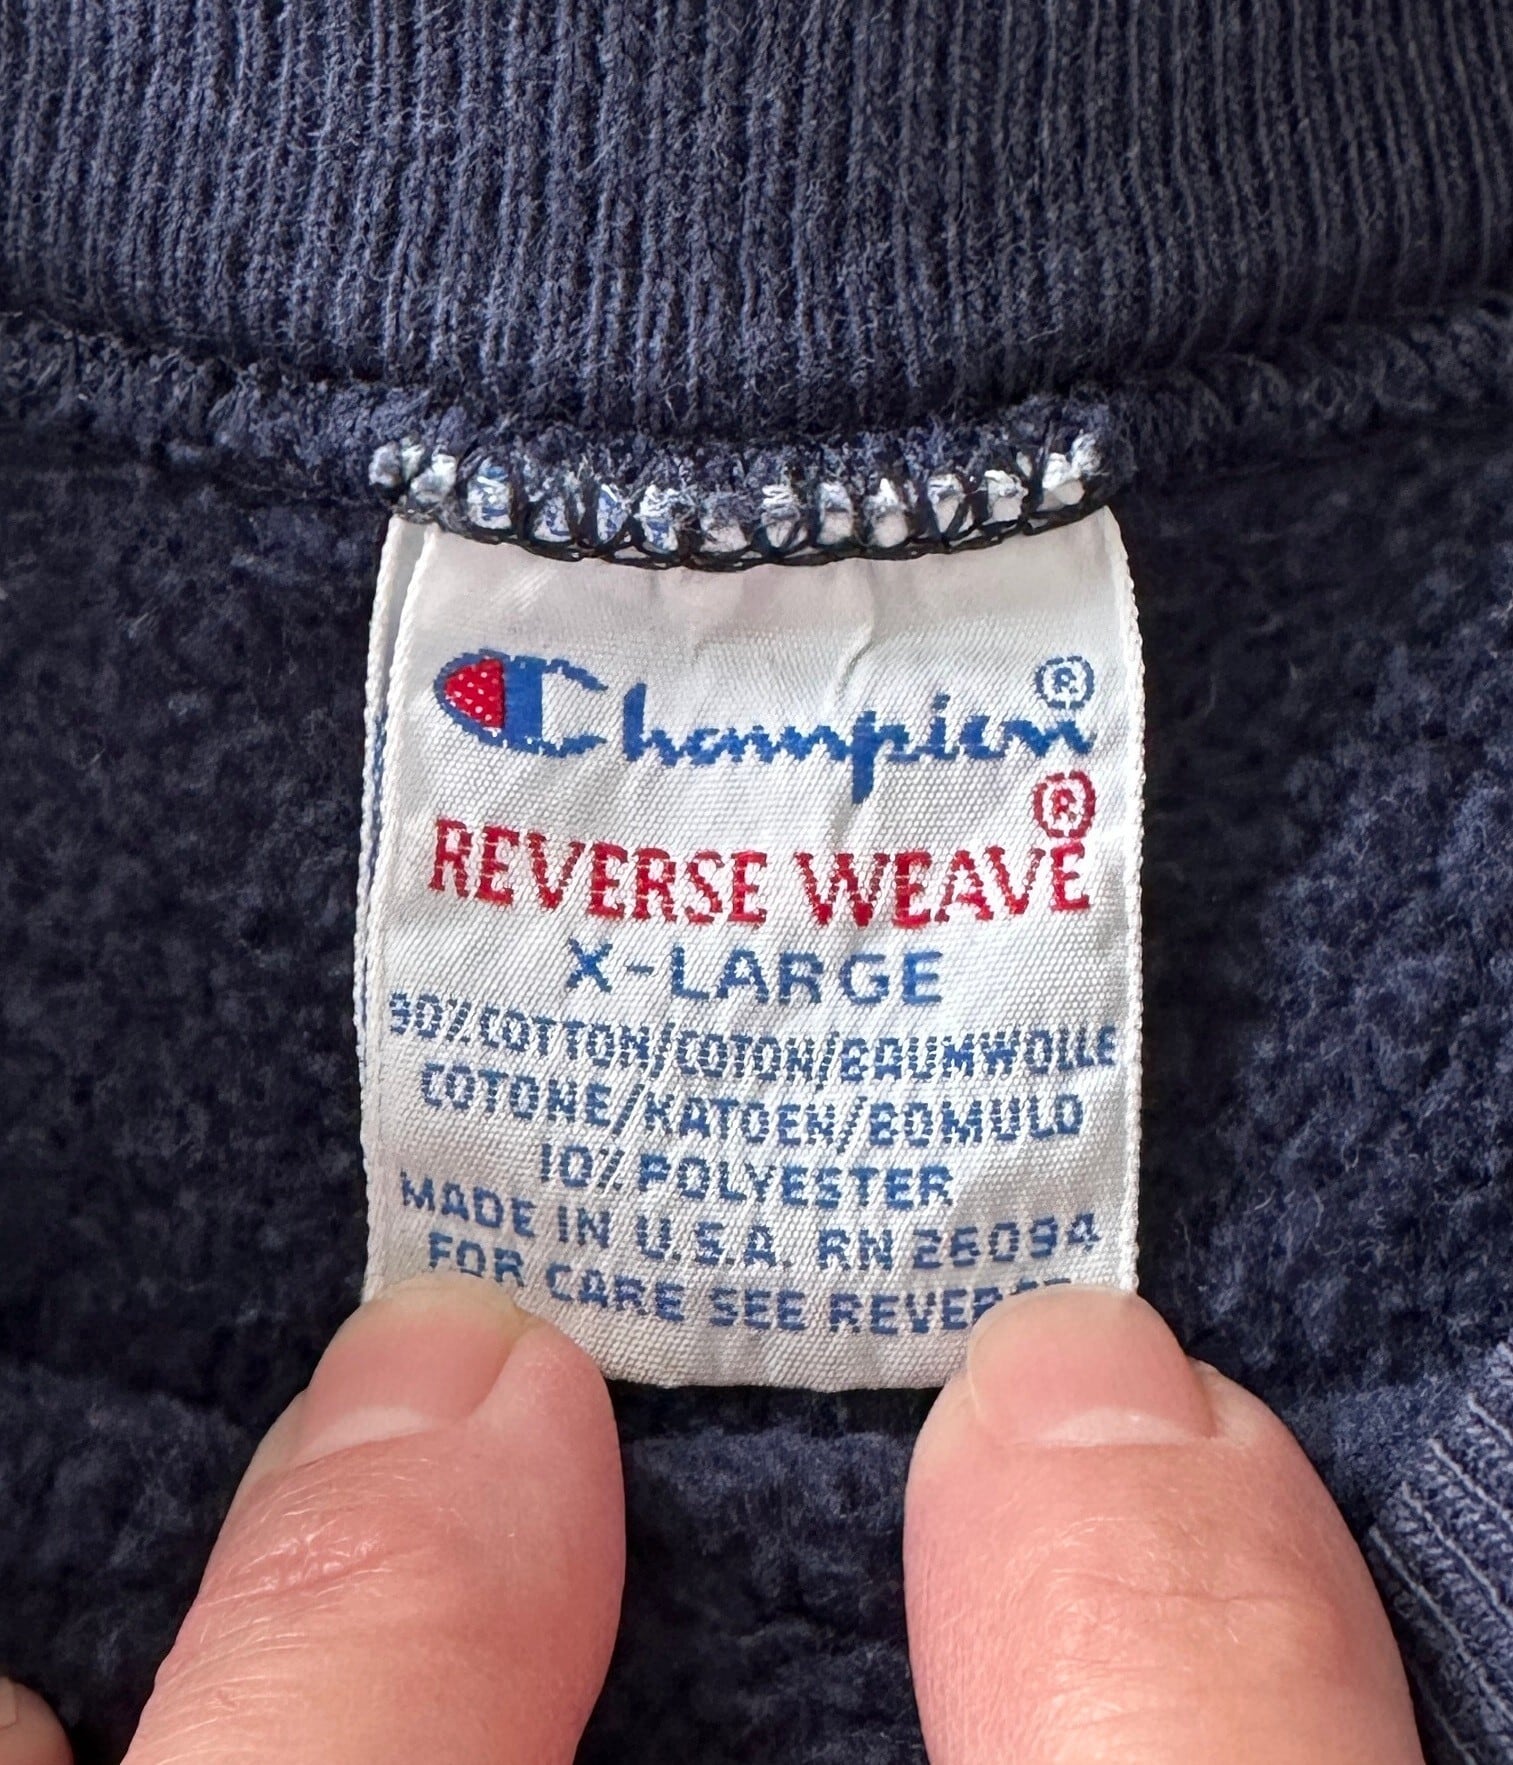 Champion®
REVERSE WEAVE®
X-LARGE
90% COTTON/COTON/BAUMWOLLE
COTONE/KATOEN/BOMULD
10% POLYESTER
MADE IN U.S.A. RN 26094
FOR CARE SEE REVERSE